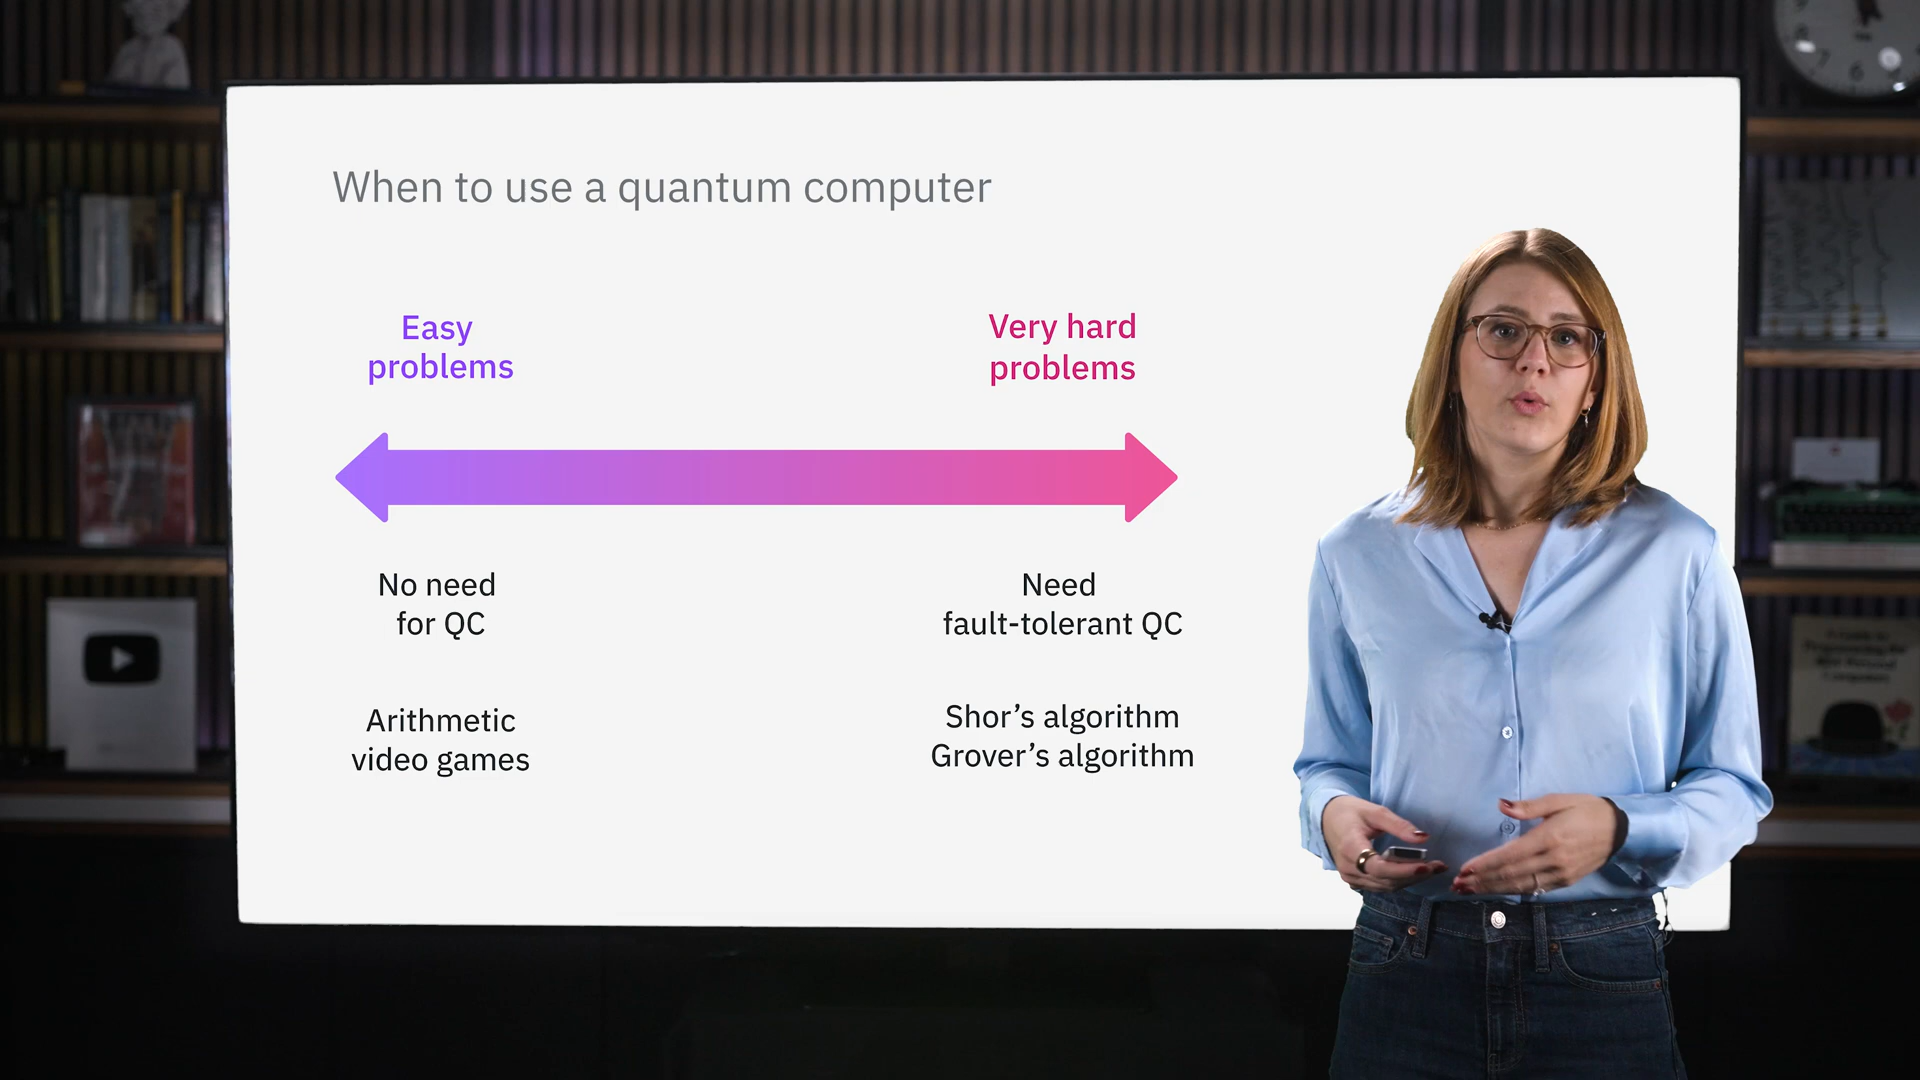 When to use a quantum computer
Easy
problems
Very hard
problems
No need
for QC
Need
fault-tolerant QC
Arithmetic
video games
Shor’s algorithm
Grover’s algorithm